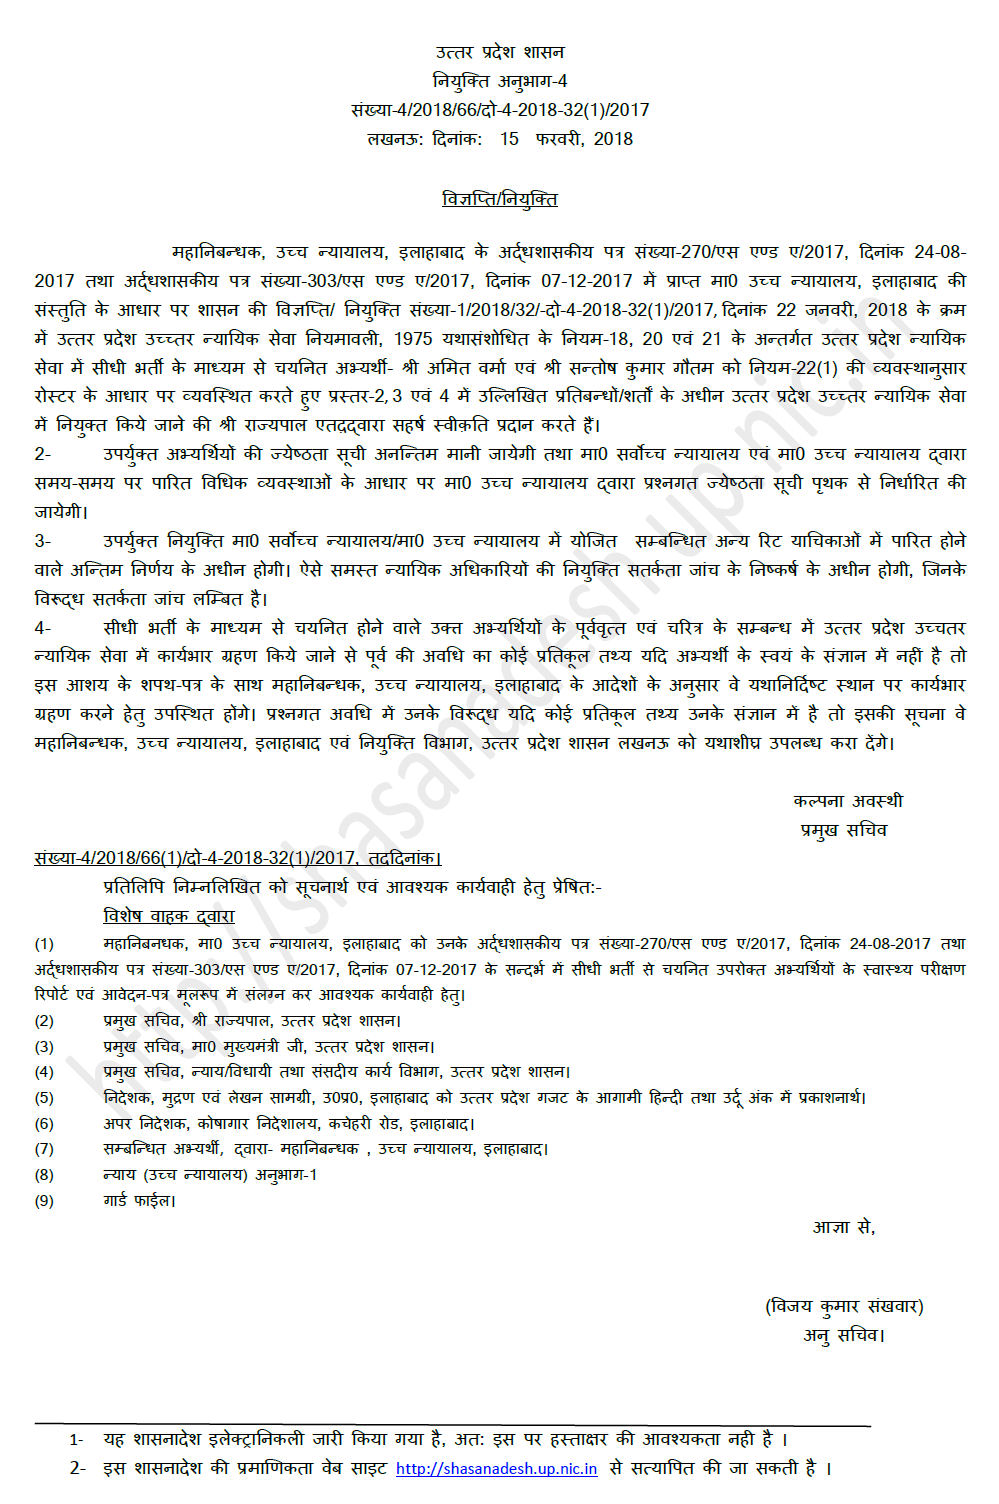 उत्तर प्रदेश शासन
नियुक्ति अनुभाग-4
संख्या-4/2018/66/दो-4-2018-32(1)/2017
लखनऊ: दिनांक: 15 फरवरी, 2018
विज्ञप्ति/नियुक्ति
महानिबन्धक, उच्च न्यायालय, इलाहाबाद के अर्द्धशासकीय पत्र संख्या-270/एस एण्ड ए/2017, दिनांक 24-08-
2017 तथा अर्द्धशासकीय पत्र संख्या-303/एस एण्ड ए/2017, दिनांक 07-12-2017 में प्राप्त मा0 उच्च न्यायालय, इलाहाबाद की
संस्तुति के आधार पर शासन की विज्ञप्ति/ नियुक्ति संख्या-1/2018/32/-दो-4-2018-32(1)/2017, दिनांक 22 जनवरी, 2018 के क्रम
में उत्तर प्रदेश उच्च्तर न्यायिक सेवा नियमावली, 1975 यथासंशोधित के नियम-18, 20 एवं 21 के अन्तर्गत उत्तर प्रदेश न्यायिक
सेवा में सीधी भर्ती के माध्यम से चयनित अभ्यर्थी- श्री अमित वर्मा एवं श्री सन्तोष कुमार गौतम को नियम-22(1) की व्यवस्थानुसार
रोस्टर के आधार पर व्यवस्थित करते हुए प्रस्तर-2, 3 एवं 4 में उल्लिखित प्रतिबन्धों/शर्तों के अधीन उत्तर प्रदेश उच्च्तर न्यायिक सेवा
में नियुक्त किये जाने की श्री राज्यपाल एतद्द्वारा सहर्ष स्वीकृति प्रदान करते हैं।
2- उपर्युक्त अभ्यर्थियों की ज्येष्ठता सूची अनन्तिम मानी जायेगी तथा मा0 सर्वोच्च न्यायालय एवं मा0 उच्च न्यायालय द्वारा
समय-समय पर पारित विधिक व्यवस्थाओं के आधार पर मा0 उच्च न्यायालय द्वारा प्रश्नगत ज्येष्ठता सूची पृथक से निर्धारित की
जायेगी।
3- उपर्युक्त नियुक्ति मा0 सर्वोच्च न्यायालय/मा0 उच्च न्यायालय में योजित सम्बन्धित अन्य रिट याचिकाओं में पारित होने
वाले अन्तिम निर्णय के अधीन होगी। ऐसे समस्त न्यायिक अधिकारियों की नियुक्ति सतर्कता जांच के निष्कर्ष के अधीन होगी, जिनके
विरूद्ध सतर्कता जांच लम्बित है।
4- सीधी भर्ती के माध्यम से चयनित होने वाले उक्त अभ्यर्थियों के पूर्ववृत्त एवं चरित्र के सम्बन्ध में उत्तर प्रदेश उच्चतर
न्यायिक सेवा में कार्यभार ग्रहण किये जाने से पूर्व की अवधि का कोई प्रतिकूल तथ्य यदि अभ्यर्थी के स्वयं के संज्ञान में नहीं है तो
इस आशय के शपथ-पत्र के साथ महानिबन्धक, उच्च न्यायालय, इलाहाबाद के आदेशों के अनुसार वे यथानिर्दिष्ट स्थान पर कार्यभार
ग्रहण करने हेतु उपस्थित होंगे। प्रश्नगत अवधि में उनके विरूद्ध यदि कोई प्रतिकूल तथ्य उनके संज्ञान में है तो इसकी सूचना वे
महानिबन्धक, उच्च न्यायालय, इलाहाबाद एवं नियुक्ति विभाग, उत्तर प्रदेश शासन लखनऊ को यथाशीघ्र उपलब्ध करा देंगे।
कल्पना अवस्थी
प्रमुख सचिव
संख्या-4/2018/66(1)/दो-4-2018-32(1)/2017, तददिनांक।
प्रतिलिपि निम्नलिखित को सूचनार्थ एवं आवश्यक कार्यवाही हेतु प्रेषित:-
विशेष वाहक द्वारा
(1) महानिबनधक, मा0 उच्च न्यायालय, इलाहाबाद को उनके अर्द्धशासकीय पत्र संख्या-270/एस एण्ड ए/2017, दिनांक 24-08-2017 तथा
अर्द्धशासकीय पत्र संख्या-303/एस एण्ड ए/2017, दिनांक 07-12-2017 के सन्दर्भ में सीधी भर्ती से चयनित उपरोक्त अभ्यर्थियों के स्वास्थ्य परीक्षण
रिपोर्ट एवं आवेदन-पत्र मूलरूप में संलग्न कर आवश्यक कार्यवाही हेतु।
(2) प्रमुख सचिव, श्री राज्यपाल, उत्तर प्रदेश शासन।
(3) प्रमुख सचिव, मा0 मुख्यमंत्री जी, उत्तर प्रदेश शासन।
(4) प्रमुख सचिव, न्याय/विधायी तथा संसदीय कार्य विभाग, उत्तर प्रदेश शासन।
(5) निदेशक, मुद्रण एवं लेखन सामग्री, उ0प्र0, इलाहाबाद को उत्तर प्रदेश गजट के आगामी हिन्दी तथा उर्दू अंक में प्रकाशनार्थ।
(6) अपर निदेशक, कोषागार निदेशालय, कचेहरी रोड, इलाहाबाद।
(7) सम्बन्धित अभ्यर्थी, द्वारा- महानिबन्धक , उच्च न्यायालय, इलाहाबाद।
(8) न्याय (उच्च न्यायालय) अनुभाग-1
(9) गार्ड फाईल।
आज्ञा से,
(विजय कुमार संखवार)
अनु सचिव।
1- यह शासनादेश इलेक्ट्रानिकली जारी किया गया है, अत: इस पर हस्ताक्षर की आवश्यकता नही है ।
2- इस शासनादेश की प्रमाणिकता वेब साइट http://shasanadesh.up.nic.in से सत्यापित की जा सकती है ।
http://shasanadesh.up.nic.in